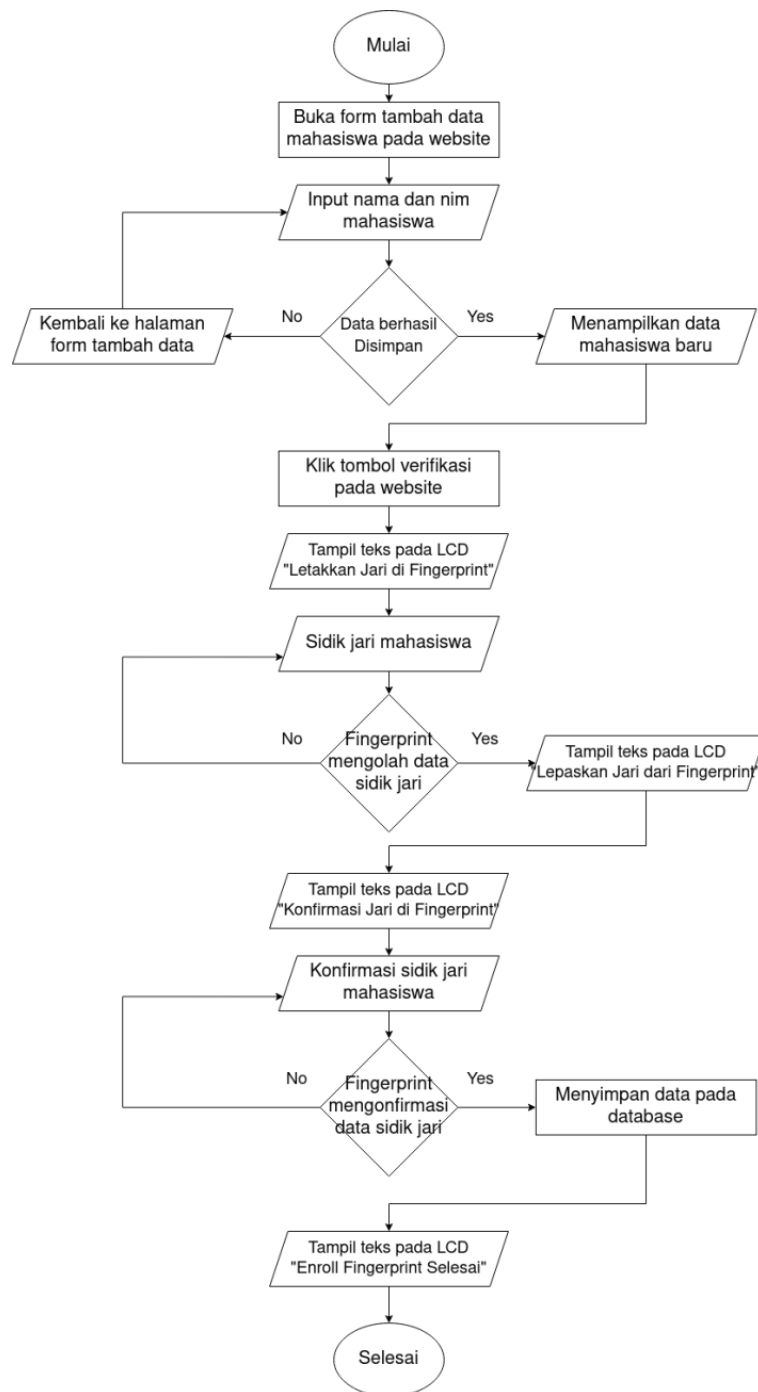 Mulai
Buka form tambah data
mahasiswa pada website
Input nama dan nim
mahasiswa
Kembali ke halaman
form tambah data
No
Data berhasil
Disimpan
Yes
Menampilkan data
mahasiswa baru
Klik tombol verifikasi
pada website
Tampil teks pada LCD
"Letakkan Jari di Fingerprint"
Sidik jari mahasiswa
No
Fingerprint
mengolah data
sidik jari
Yes
Tampil teks pada LCD
"Lepaskan Jari dari Fingerprint"
Tampil teks pada LCD
"Konfirmasi Jari di Fingerprint"
Konfirmasi sidik jari
mahasiswa
No
Fingerprint
mengonfirmasi
data sidik jari
Yes
Menyimpan data pada
database
Tampil teks pada LCD
"Enroll Fingerprint Selesai"
Selesai